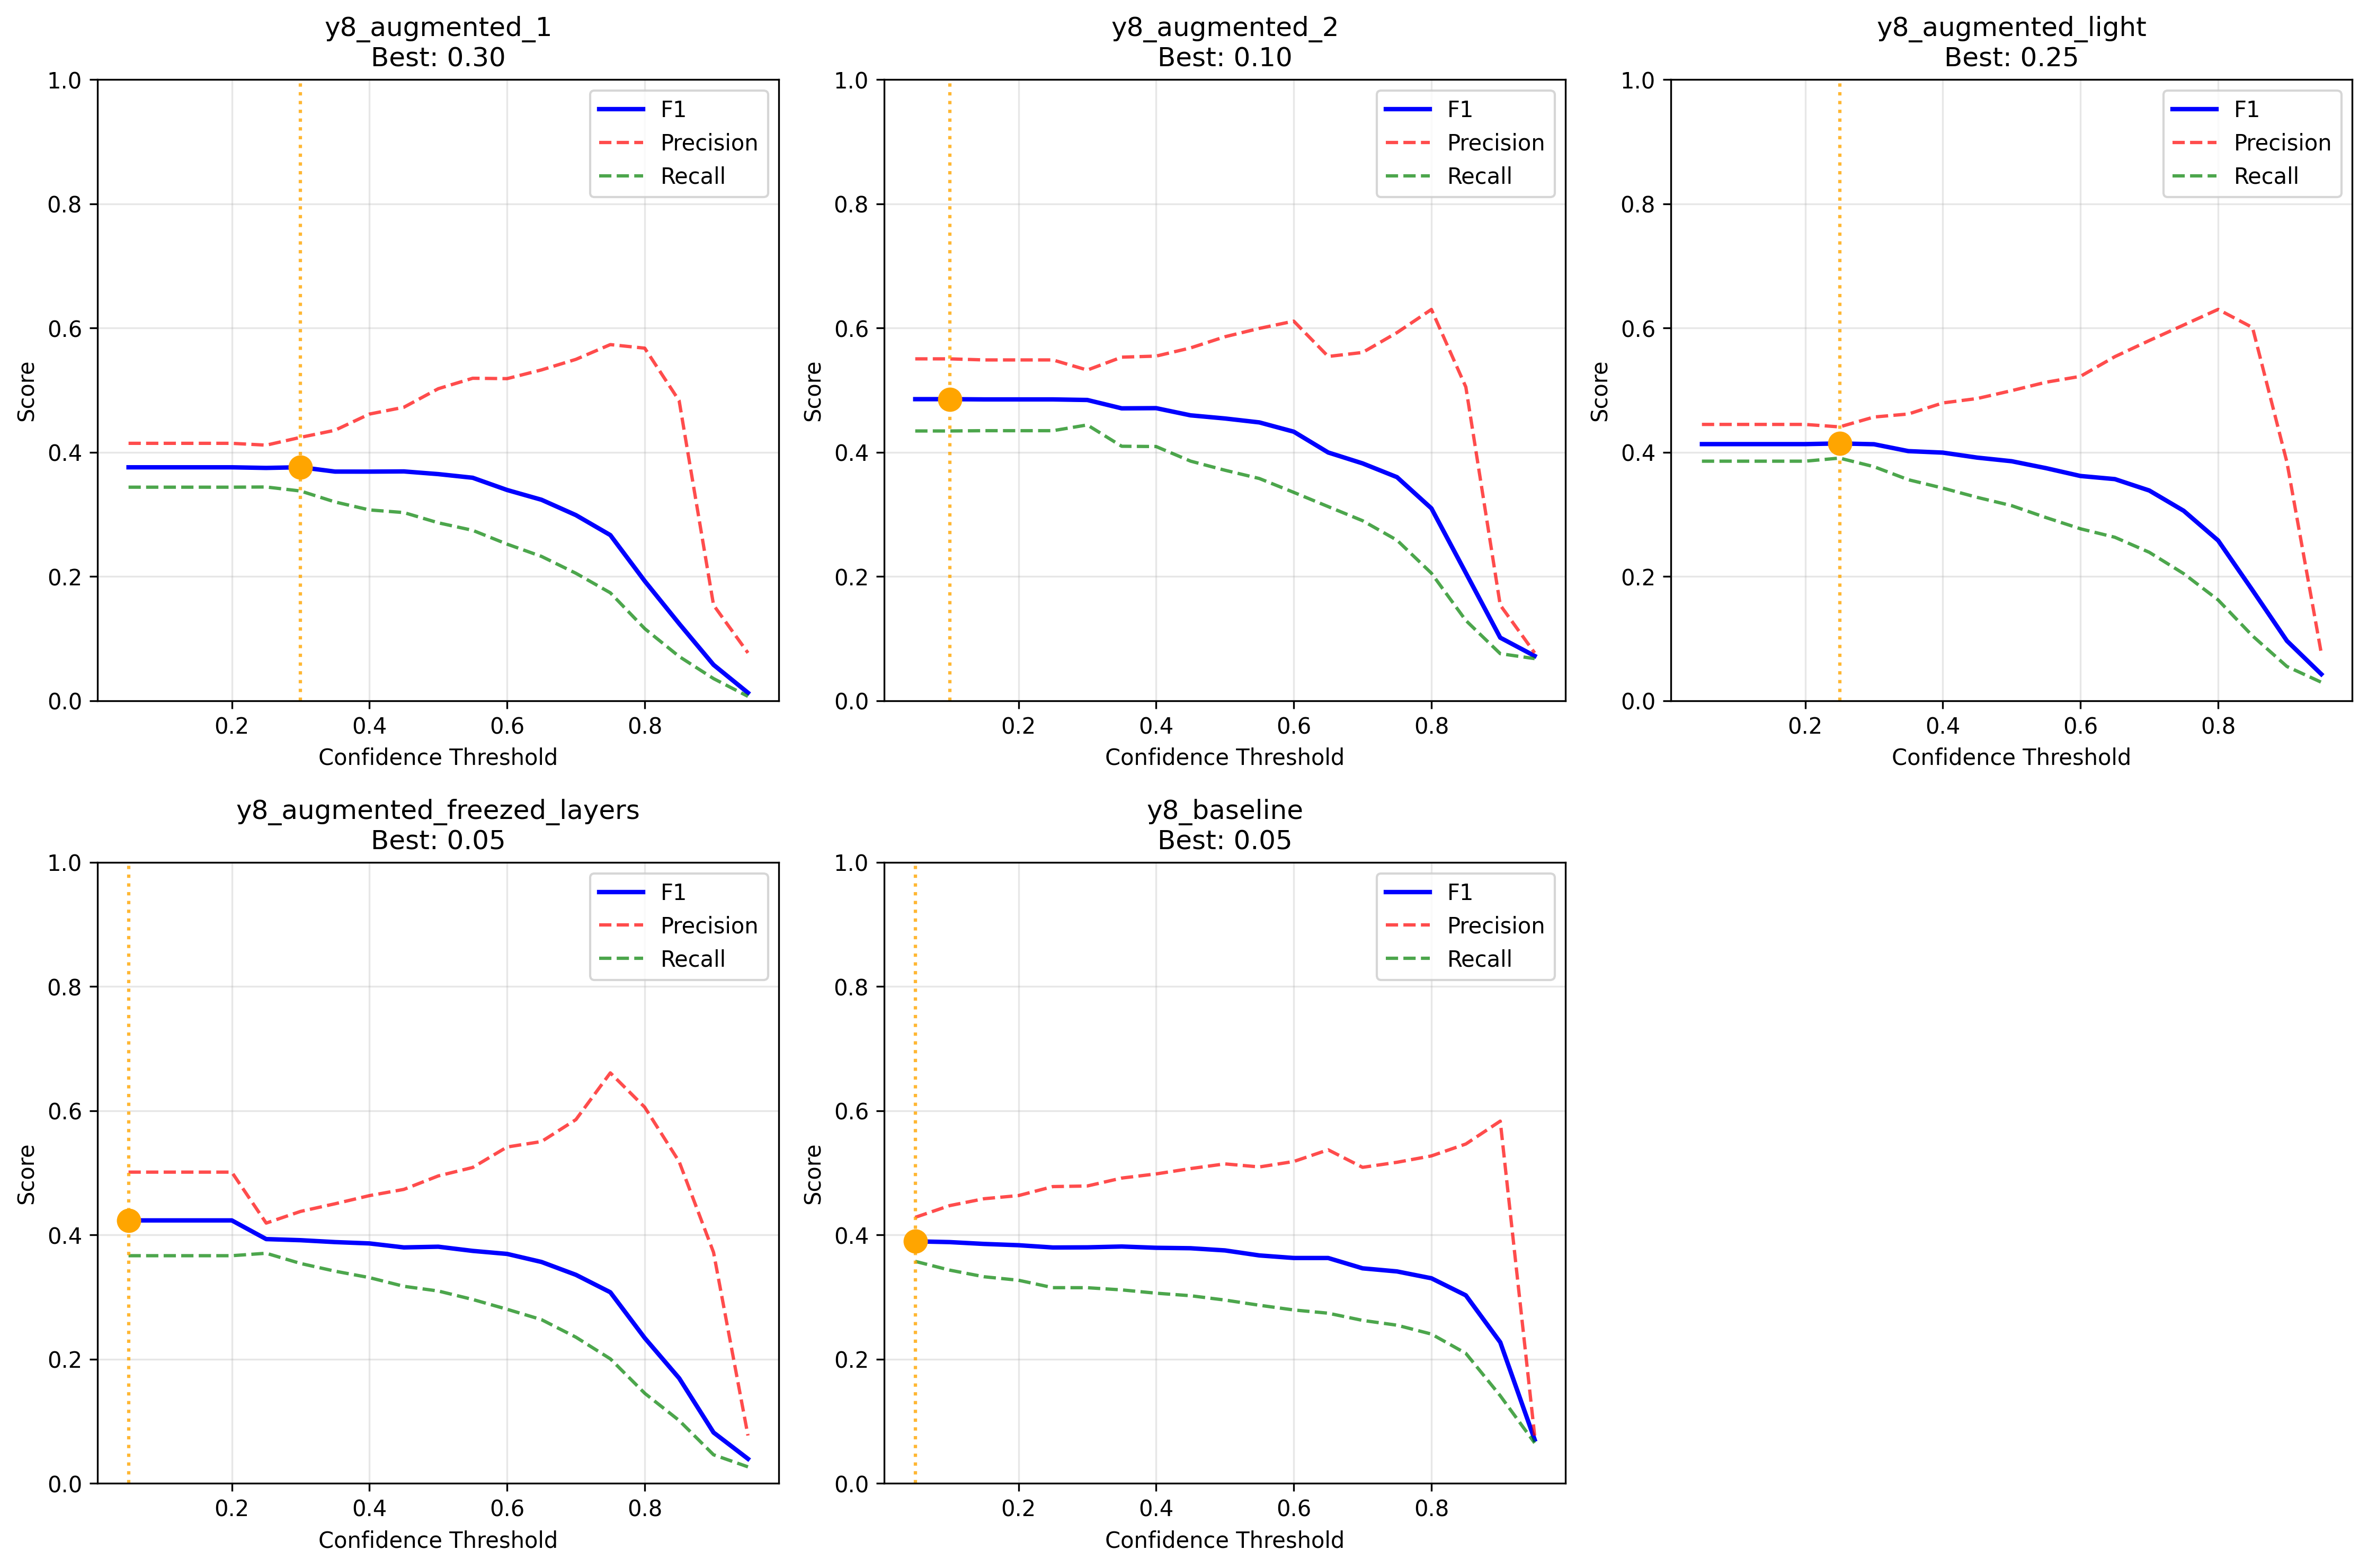 y8_augmented_1
Best: 0.30
1.0
0.8
0.6
0.4
0.2
0.0
Score
F1
Precision
Recall
0.2 0.4 0.6 0.8
Confidence Threshold
y8_augmented_2
Best: 0.10
1.0
0.8
0.6
0.4
0.2
0.0
Score
F1
Precision
Recall
0.2 0.4 0.6 0.8
Confidence Threshold
y8_augmented_light
Best: 0.25
1.0
0.8
0.6
0.4
0.2
0.0
Score
F1
Precision
Recall
0.2 0.4 0.6 0.8
Confidence Threshold
y8_augmented_freezed_layers
Best: 0.05
1.0
0.8
0.6
0.4
0.2
0.0
Score
F1
Precision
Recall
0.2 0.4 0.6 0.8
Confidence Threshold
y8_baseline
Best: 0.05
1.0
0.8
0.6
0.4
0.2
0.0
Score
F1
Precision
Recall
0.2 0.4 0.6 0.8
Confidence Threshold